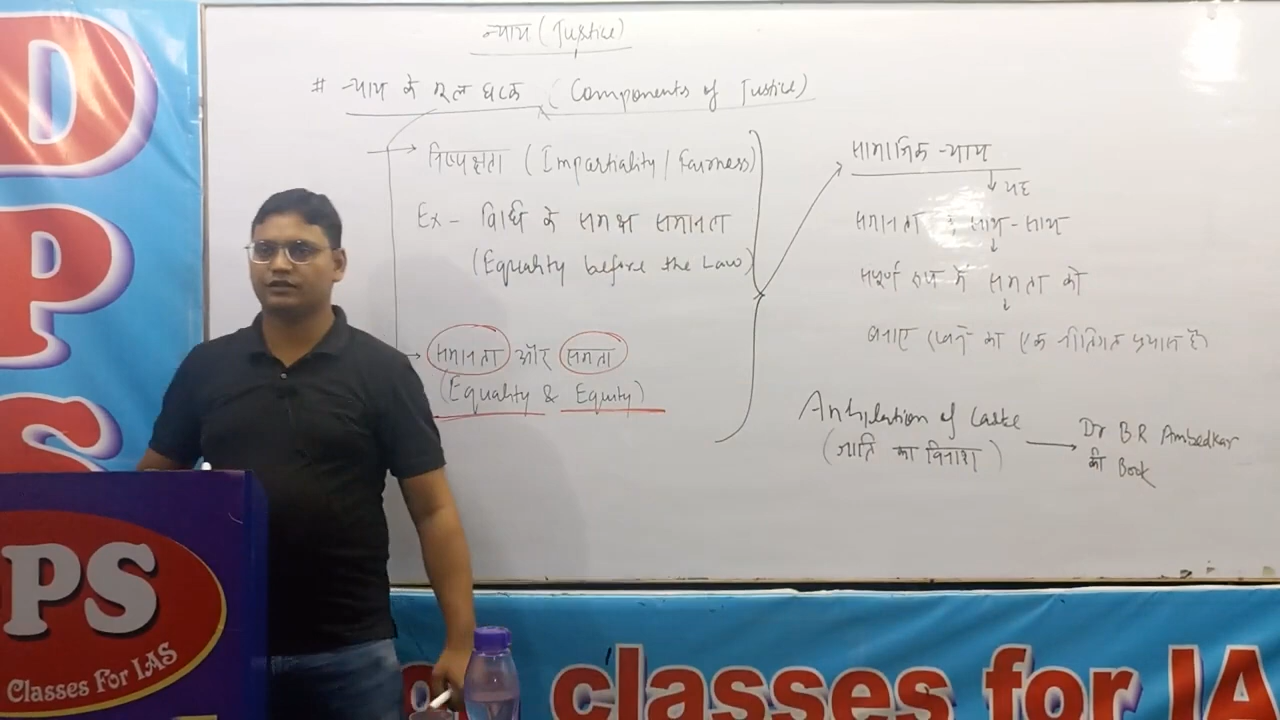 न्याय (Justice)
# न्याय के मूल घटक (Components of Justice)
निष्पक्षता (Impartiality / Fairness)
Ex - विधि के समक्ष समानता
(Equality before the Law)
समानता और समता
(Equality & Equity)
सामाजिक न्याय
यह
समानता के साथ-साथ
संपूर्ण रूप में समता को
बनाए रखने का एक नीतिगत प्रयास है।
Anhilation of Caste
(जाति का विनाश)
Dr B R Ambedkar
की Book
DPS
PS
Classes For IAS
classes for IA